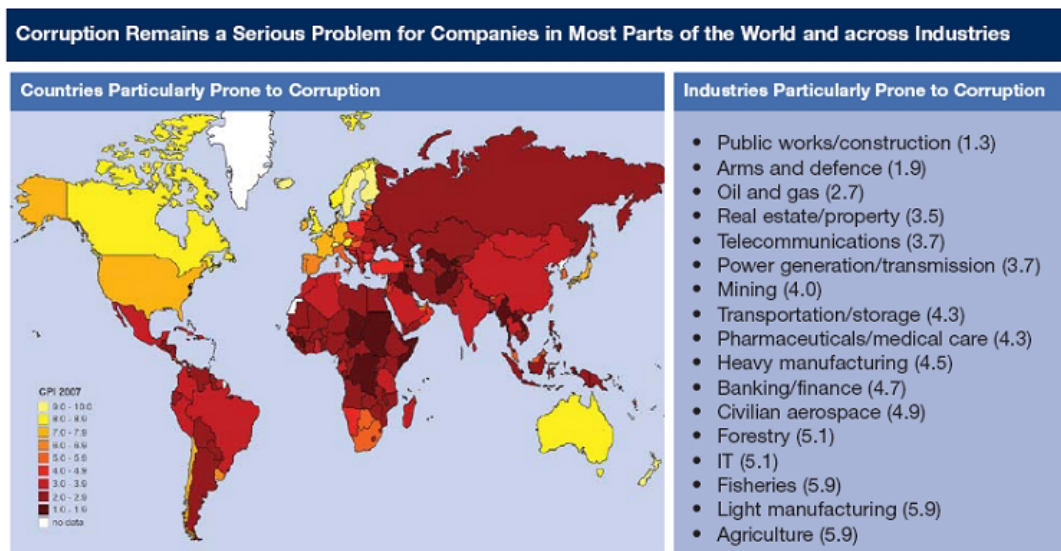 Corruption Remains a Serious Problem for Companies in Most Parts of the World and across Industries
Countries Particularly Prone to Corruption
CPI 2007
9.0 - 10.0
8.0 - 8.9
7.0 - 7.9
6.0 - 6.9
5.0 - 5.9
4.0 - 4.9
3.0 - 3.9
2.0 - 2.9
1.0 - 1.9
no data
Industries Particularly Prone to Corruption
• Public works/construction (1.3)
• Arms and defence (1.9)
• Oil and gas (2.7)
• Real estate/property (3.5)
• Telecommunications (3.7)
• Power generation/transmission (3.7)
• Mining (4.0)
• Transportation/storage (4.3)
• Pharmaceuticals/medical care (4.3)
• Heavy manufacturing (4.5)
• Banking/finance (4.7)
• Civilian aerospace (4.9)
• Forestry (5.1)
• IT (5.1)
• Fisheries (5.9)
• Light manufacturing (5.9)
• Agriculture (5.9)